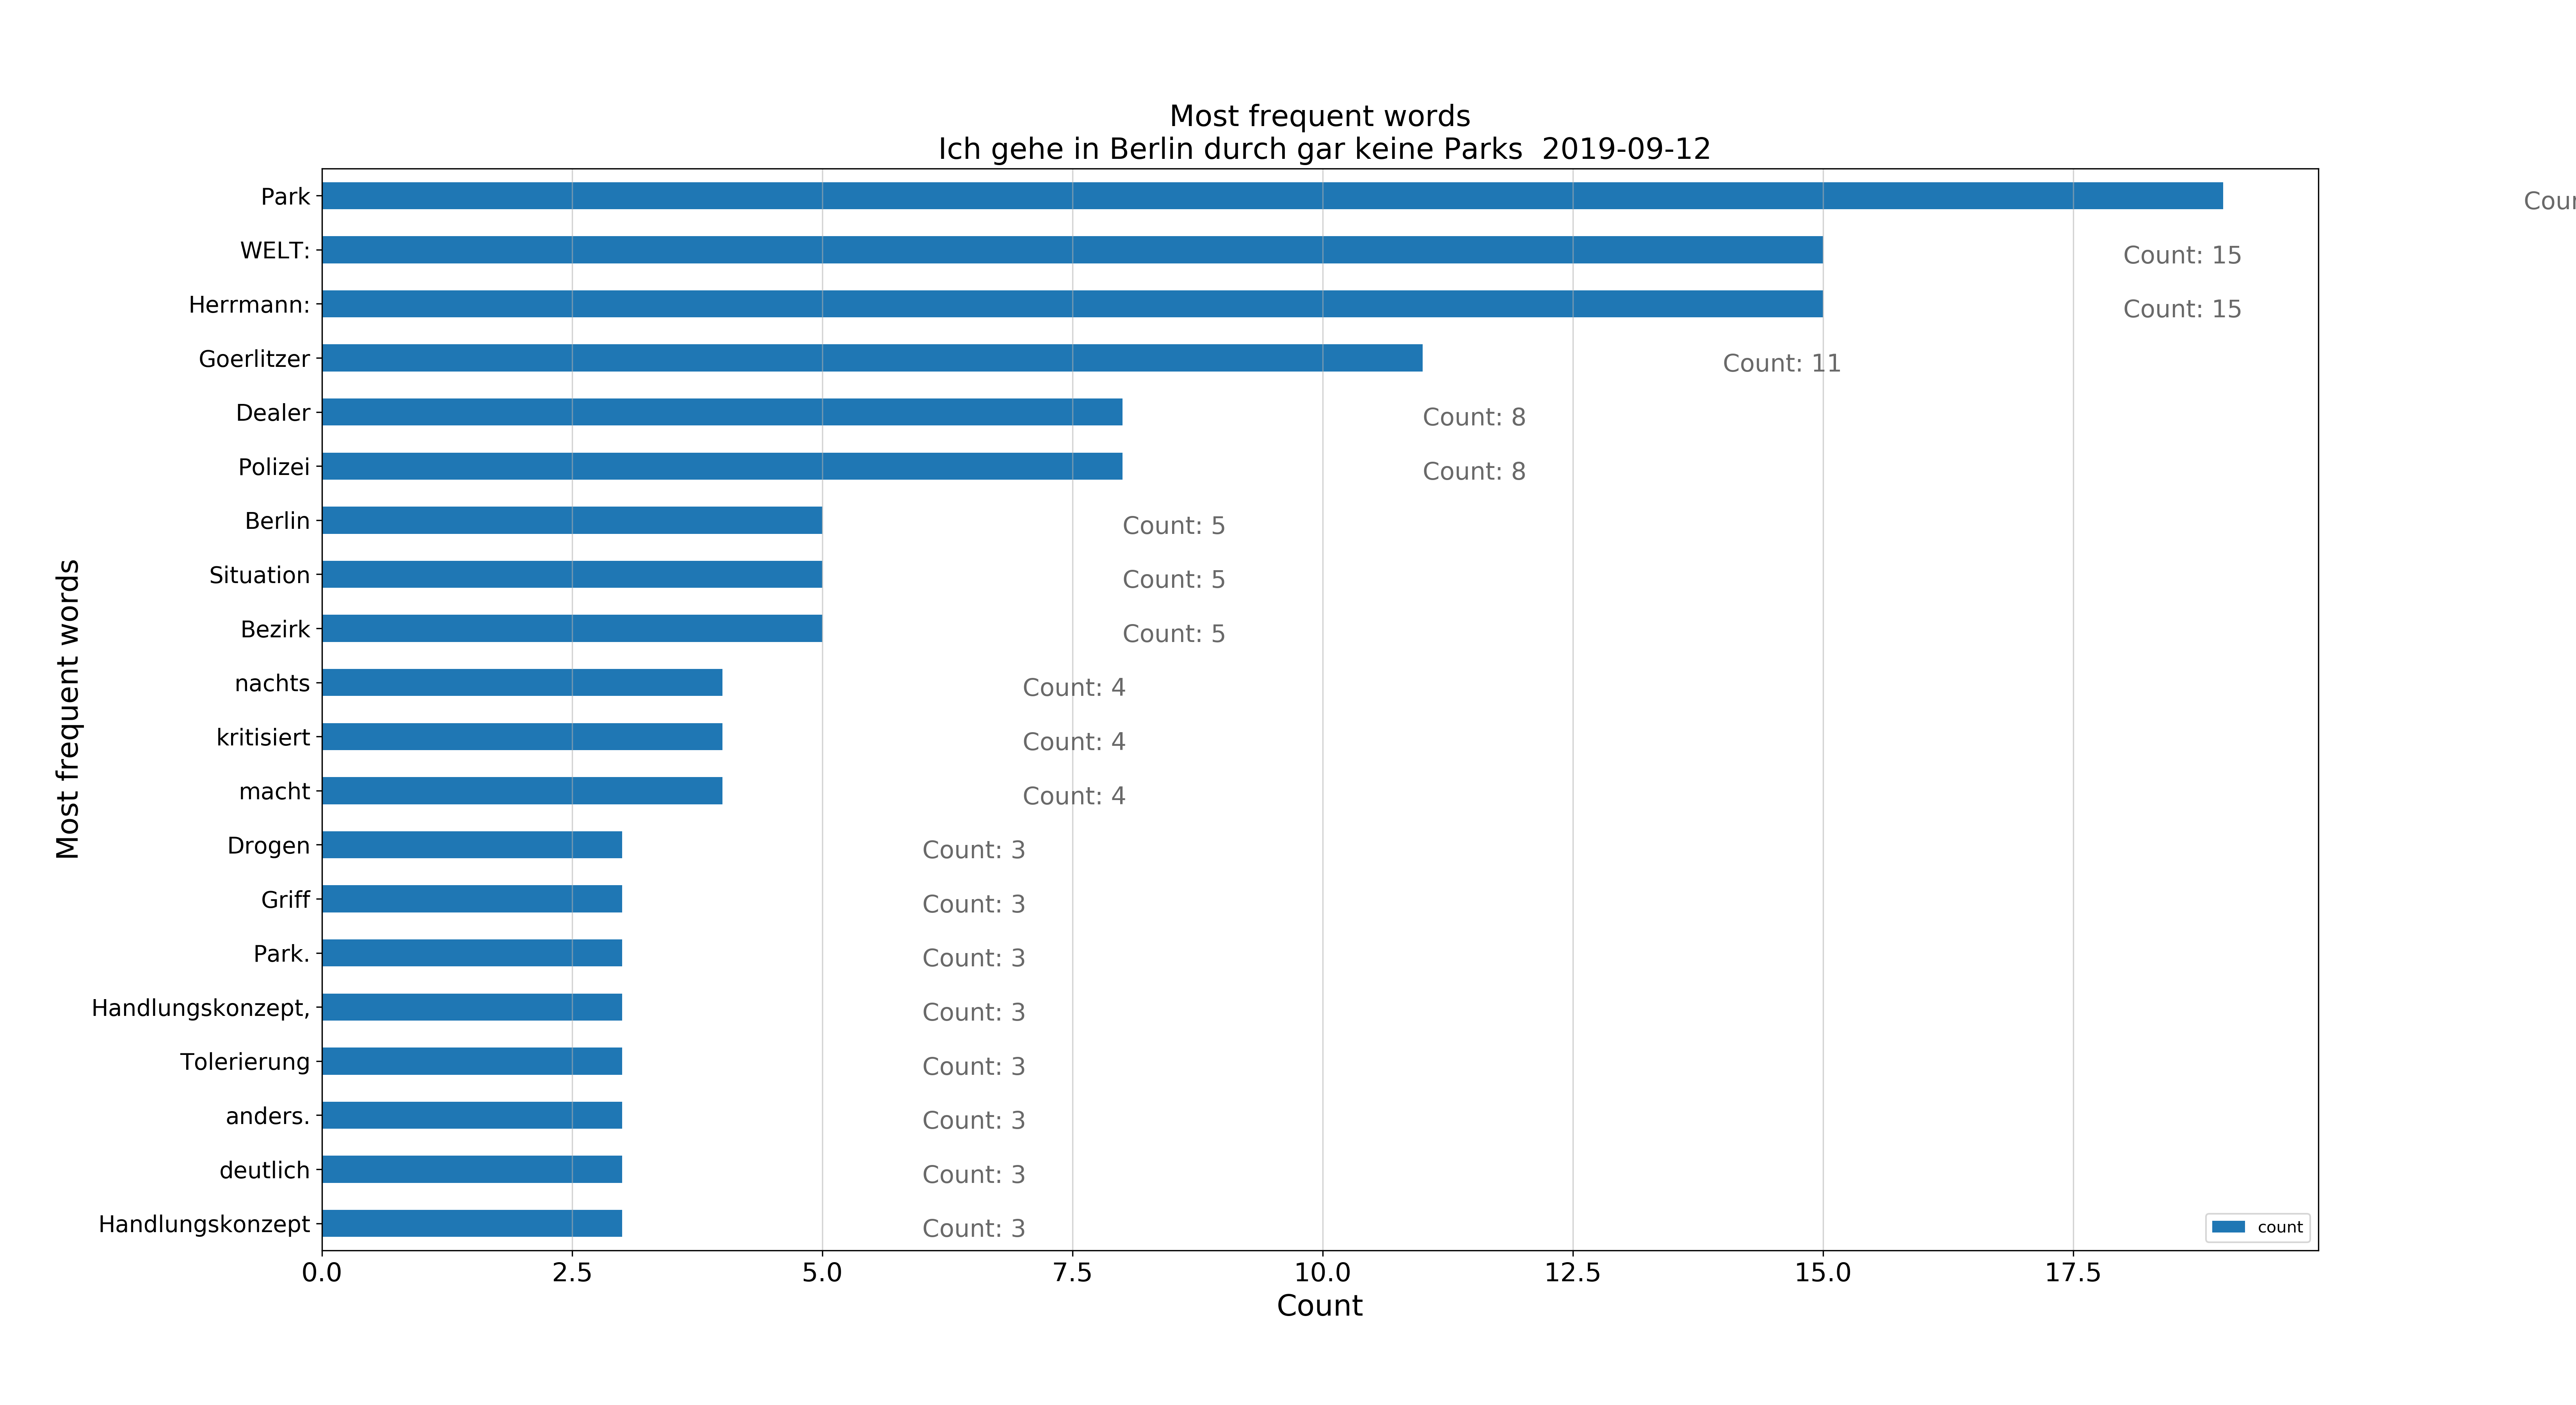 Most frequent words
Ich gehe in Berlin durch gar keine Parks  2019-09-12
Most frequent words
Park
Coun
WELT:
Count: 15
Herrmann:
Count: 15
Goerlitzer
Count: 11
Dealer
Count: 8
Polizei
Count: 8
Berlin
Count: 5
Situation
Count: 5
Bezirk
Count: 5
nachts
Count: 4
kritisiert
Count: 4
macht
Count: 4
Drogen
Count: 3
Griff
Count: 3
Park.
Count: 3
Handlungskonzept,
Count: 3
Tolerierung
Count: 3
anders.
Count: 3
deutlich
Count: 3
Handlungskonzept
Count: 3
count
0.0 2.5 5.0 7.5 10.0 12.5 15.0 17.5
Count